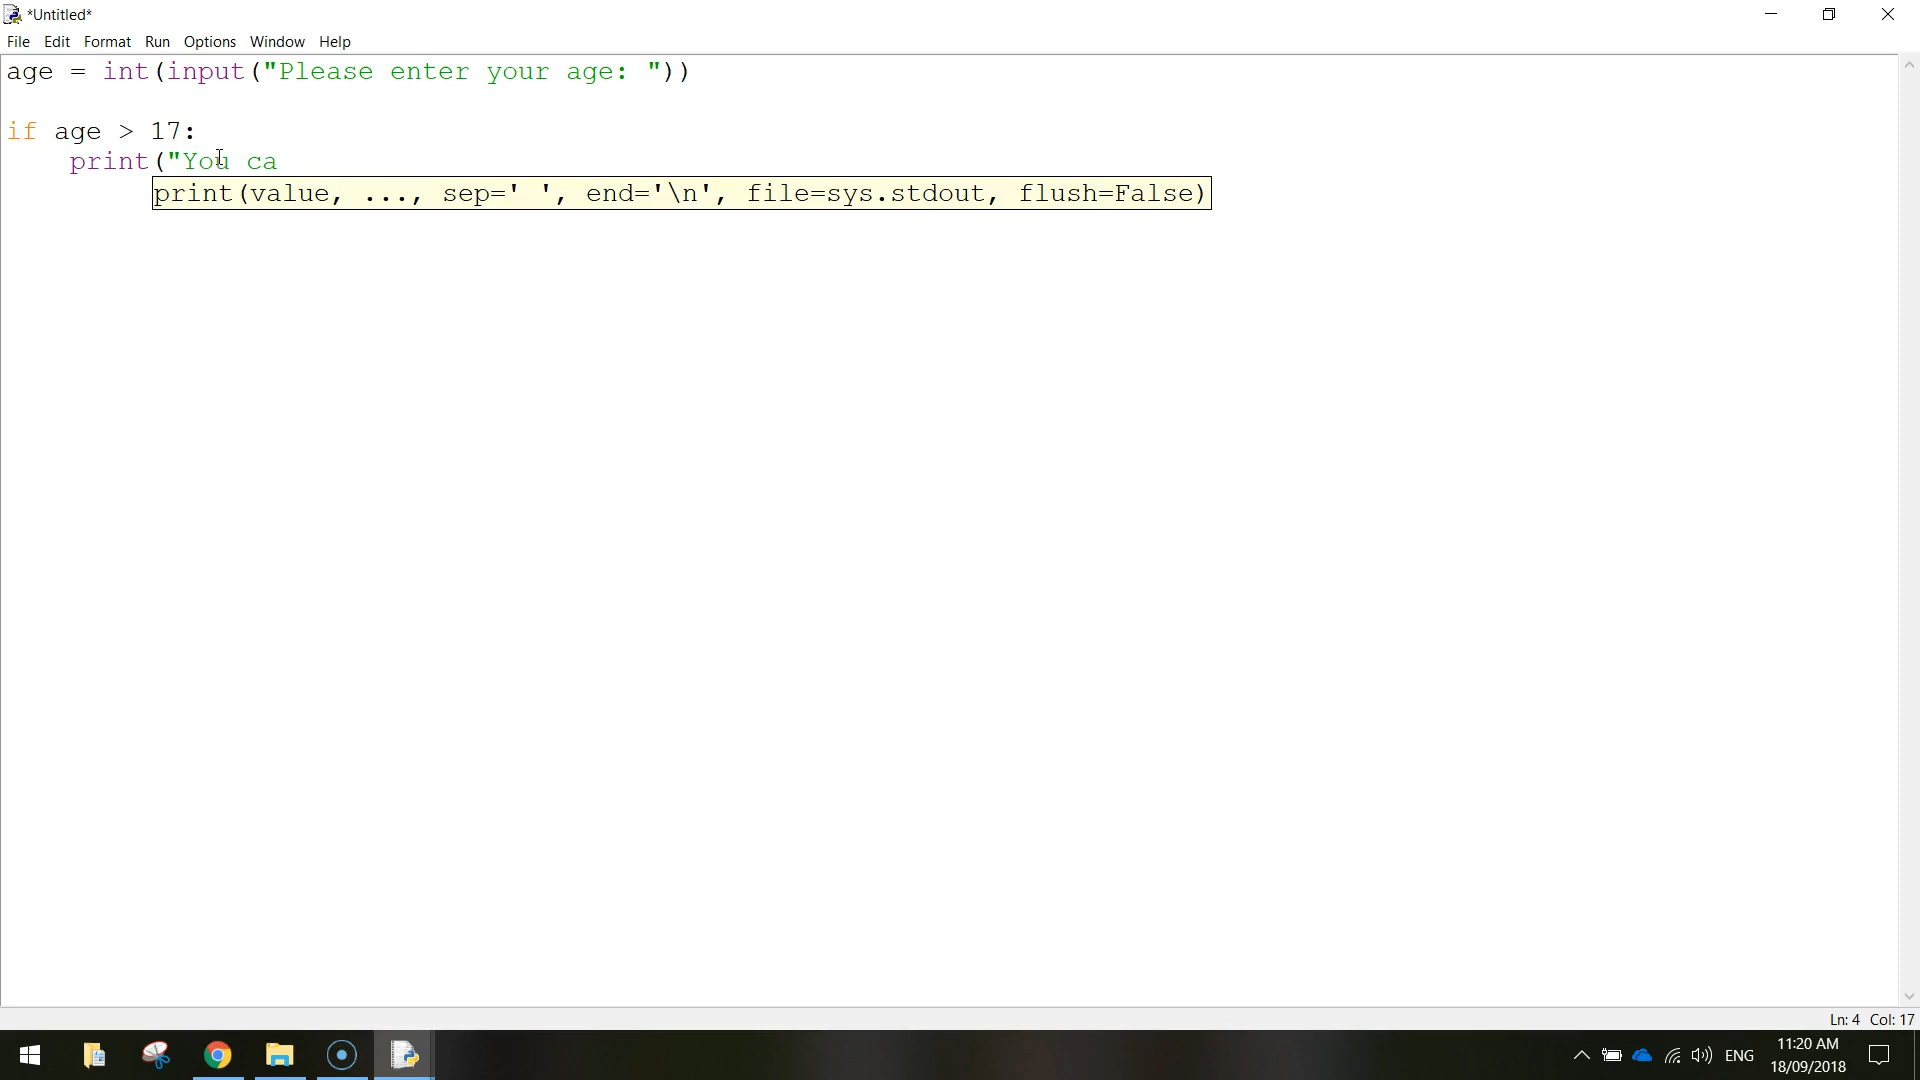 *Untitled*
File Edit Format Run Options Window Help
age = int(input("Please enter your age: "))
if age > 17:
print("You ca
print(value, ..., sep=' ', end='\n', file=sys.stdout, flush=False)
Ln: 4 Col: 17
ENG
11:20 AM
18/09/2018